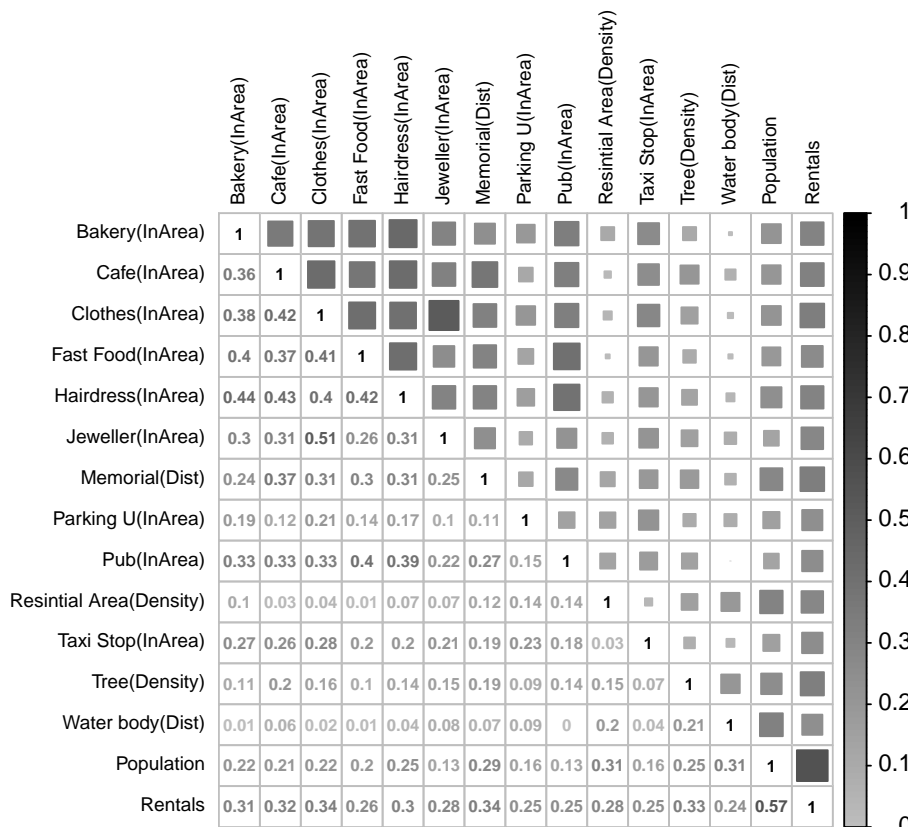 Bakery(InArea)
Cafe(InArea)
Clothes(InArea)
Fast Food(InArea)
Hairdress(InArea)
Jeweller(InArea)
Memorial(Dist)
Parking U(InArea)
Pub(InArea)
Resintial Area(Density)
Taxi Stop(InArea)
Tree(Density)
Water body(Dist)
Population
Rentals
Bakery(InArea) 1
Cafe(InArea) 0.36 1
Clothes(InArea) 0.38 0.42 1
Fast Food(InArea) 0.4 0.37 0.41 1
Hairdress(InArea) 0.44 0.43 0.4 0.42 1
Jeweller(InArea) 0.3 0.31 0.51 0.26 0.31 1
Memorial(Dist) 0.24 0.37 0.31 0.3 0.31 0.25 1
Parking U(InArea) 0.19 0.12 0.21 0.14 0.17 0.1 0.11 1
Pub(InArea) 0.33 0.33 0.33 0.4 0.39 0.22 0.27 0.15 1
Resintial Area(Density) 0.1 0.03 0.04 0.01 0.07 0.07 0.12 0.14 0.14 1
Taxi Stop(InArea) 0.27 0.26 0.28 0.2 0.2 0.21 0.19 0.23 0.18 0.03 1
Tree(Density) 0.11 0.2 0.16 0.1 0.14 0.15 0.19 0.09 0.14 0.15 0.07 1
Water body(Dist) 0.01 0.06 0.02 0.01 0.04 0.08 0.07 0.09 0 0.2 0.04 0.21 1
Population 0.22 0.21 0.22 0.2 0.25 0.13 0.29 0.16 0.13 0.31 0.16 0.25 0.31 1
Rentals 0.31 0.32 0.34 0.26 0.3 0.28 0.34 0.25 0.25 0.28 0.25 0.33 0.24 0.57 1
1
0.9
0.8
0.7
0.6
0.5
0.4
0.3
0.2
0.1
0